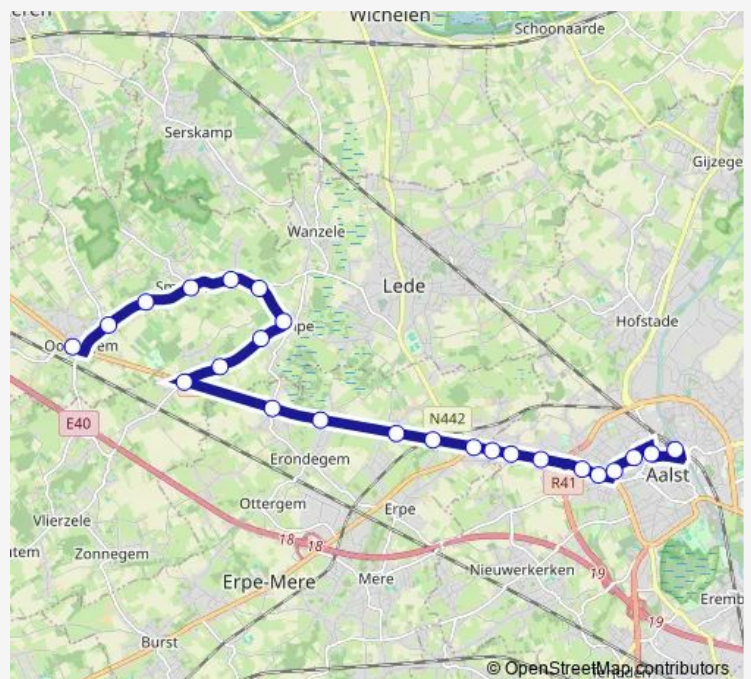 Wichelen
Schoonaarde
Serskamp
Gijzege
Wanzele
Lede
Hofstade
E40
N442
Erondegem
R41
Aalst
Ottergem
Erpe
Vlierzele
Zonnegem
18
18
Erpe-Mere
Mere
Nieuwerkerken
19
Eremb
19
Burst
© OpenStreetMap contributors